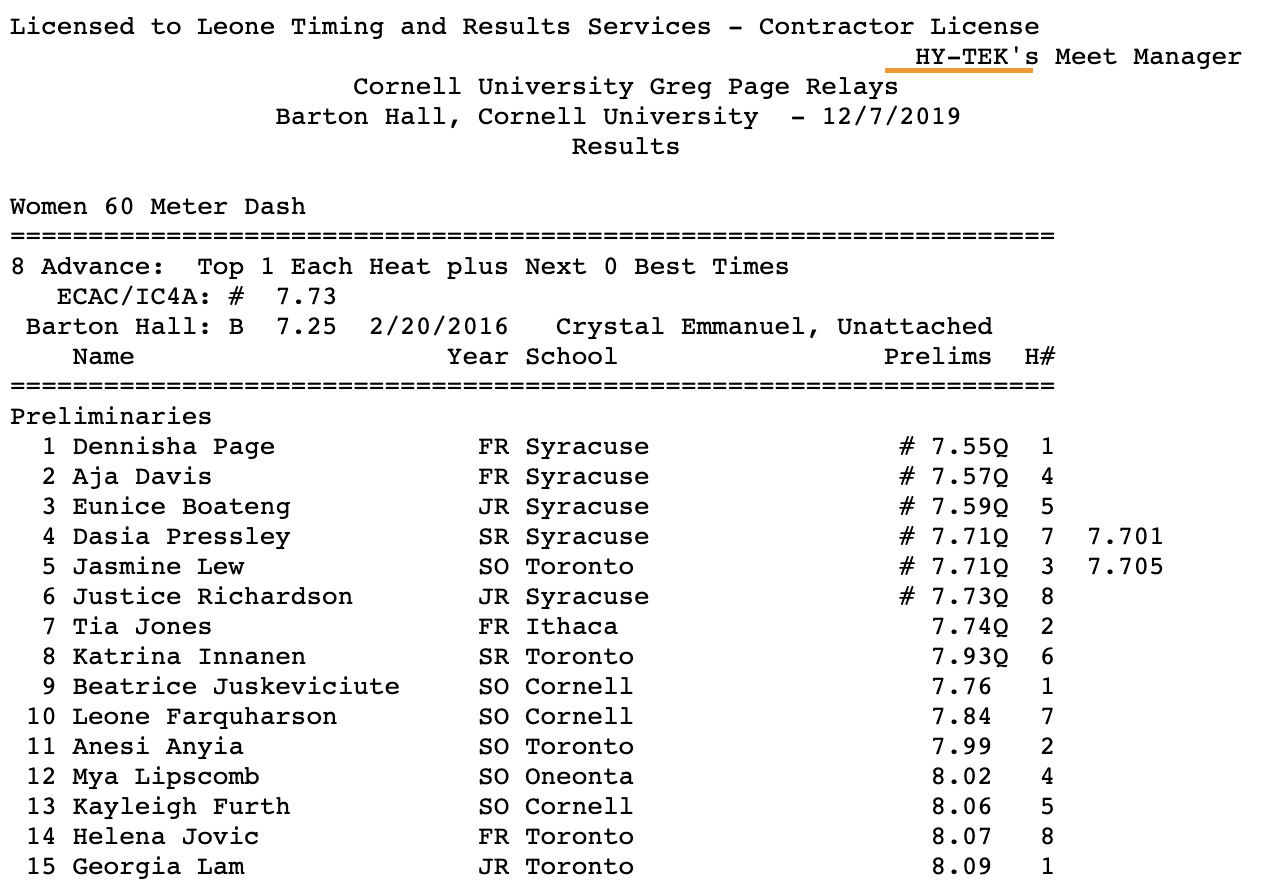 Licensed to Leone Timing and Results Services - Contractor License
HY-TEK's Meet Manager
Cornell University Greg Page Relays
Barton Hall, Cornell University  - 12/7/2019
Results
Women 60 Meter Dash
===================================================================
8 Advance:  Top 1 Each Heat plus Next 0 Best Times
ECAC/IC4A: #  7.73
Barton Hall: B  7.25  2/20/2016   Crystal Emmanuel, Unattached
Name                    Year School                 Prelims  H#
===================================================================
Preliminaries
1 Dennisha Page             FR Syracuse                # 7.55Q  1
2 Aja Davis                 FR Syracuse                # 7.57Q  4
3 Eunice Boateng            JR Syracuse                # 7.59Q  5
4 Dasia Pressley            SR Syracuse                # 7.71Q  7  7.701
5 Jasmine Lew               SO Toronto                 # 7.71Q  3  7.705
6 Justice Richardson        JR Syracuse                # 7.73Q  8
7 Tia Jones                 FR Ithaca                    7.74Q  2
8 Katrina Innanen           SR Toronto                   7.93Q  6
9 Beatrice Juskeviciute     SO Cornell                   7.76   1
10 Leone Farquharson         SO Cornell                   7.84   7
11 Anesi Anyia               SO Toronto                   7.99   2
12 Mya Lipscomb              SO Oneonta                   8.02   4
13 Kayleigh Furth            SO Cornell                   8.06   5
14 Helena Jovic              FR Toronto                   8.07   8
15 Georgia Lam               JR Toronto                   8.09   1